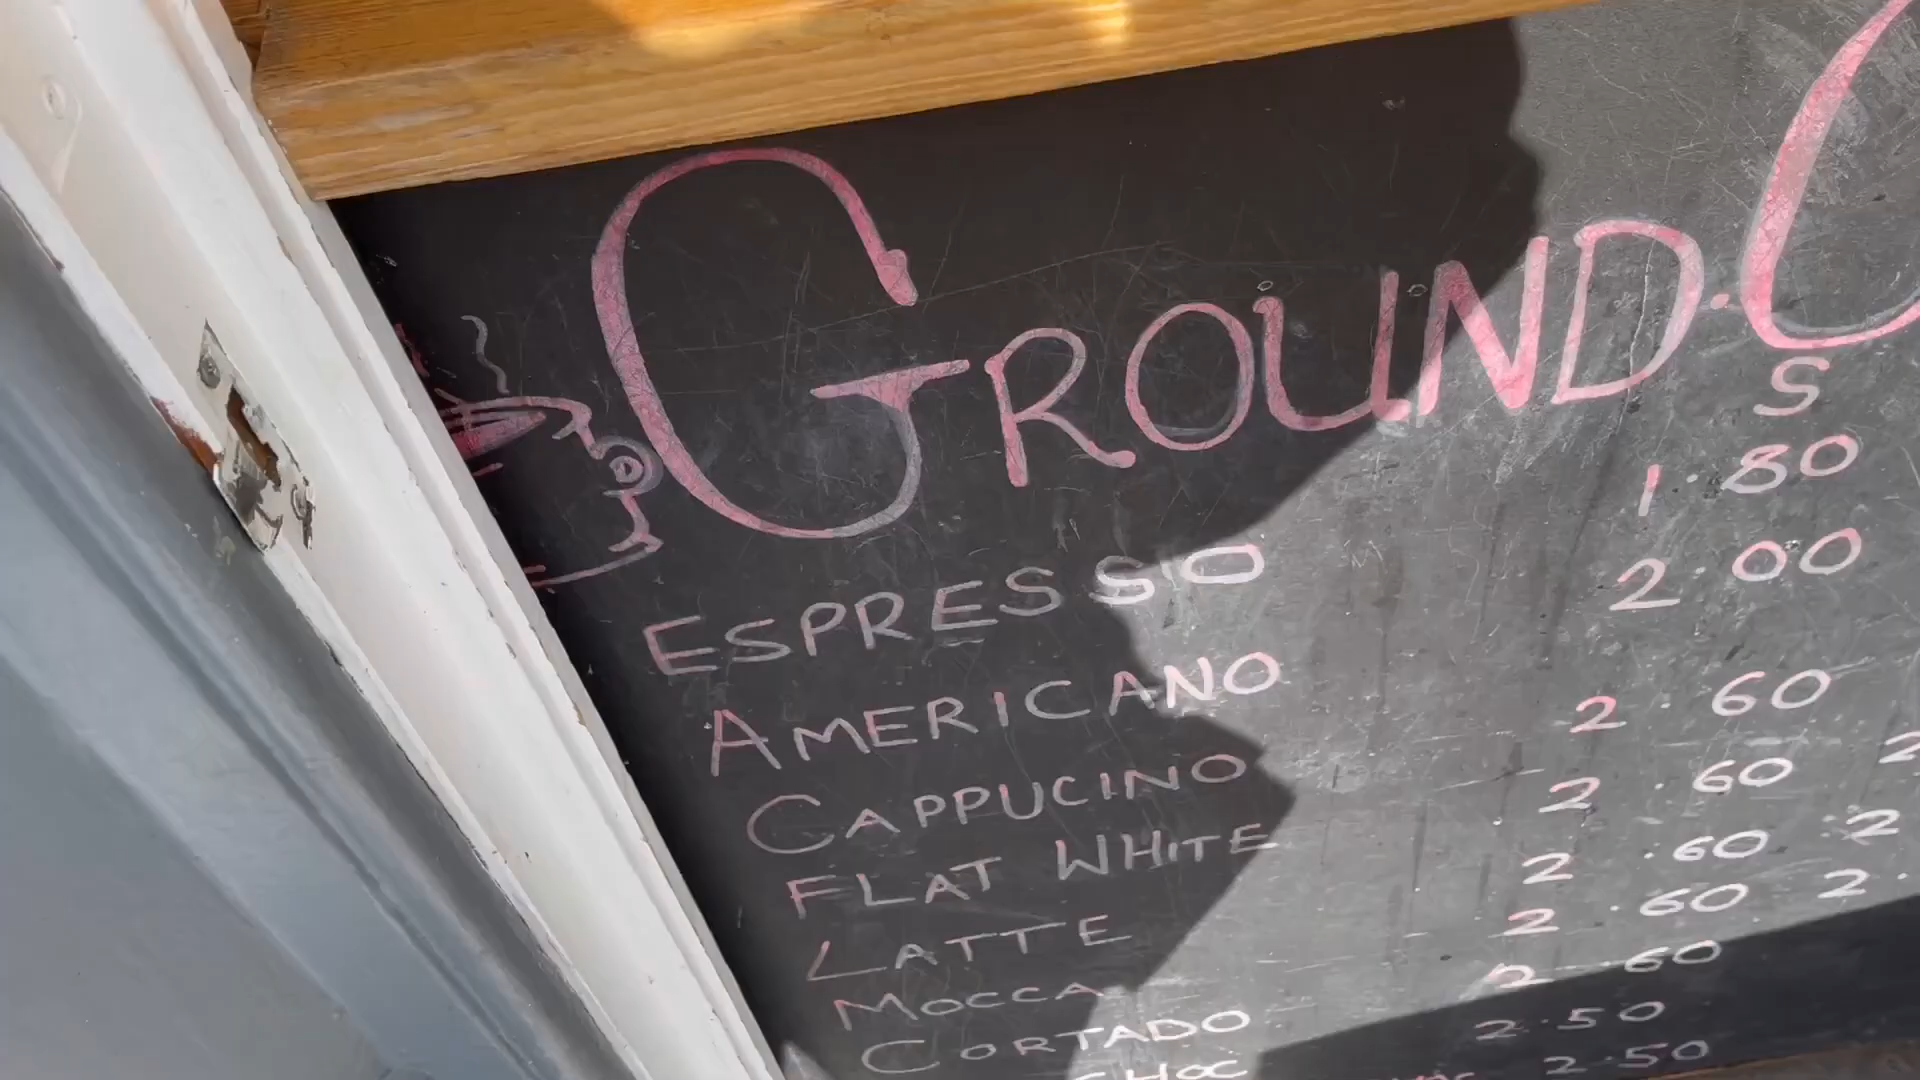 GROUND.
S
ESPRESSO 1.80
AMERICANO 2.00
CAPPUCINO 2.60
FLAT WHITE 2.60
LATTE 2.60
MOCCA 2.60
CORTADO 2.60
CHOC 2.50
2.50